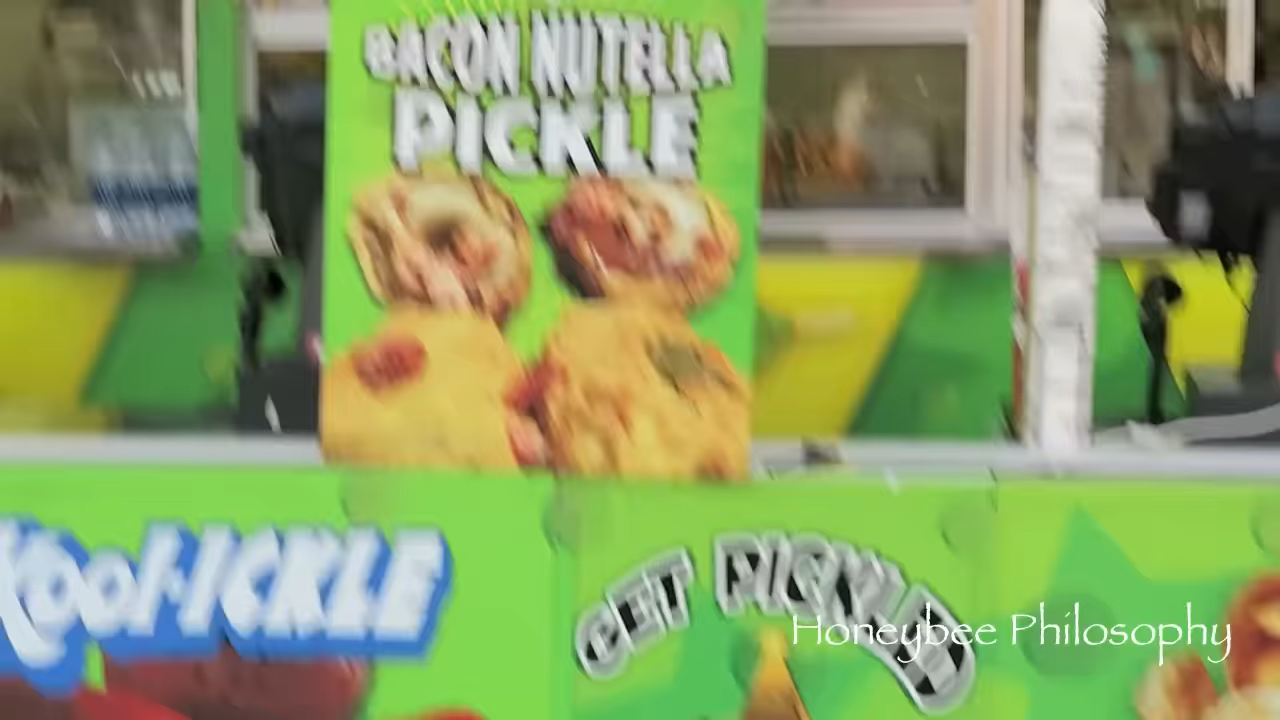 BACON NUTELLA
PICKLE
Kool-ICKLE
GET PICKLED
Honeybee Philosophy